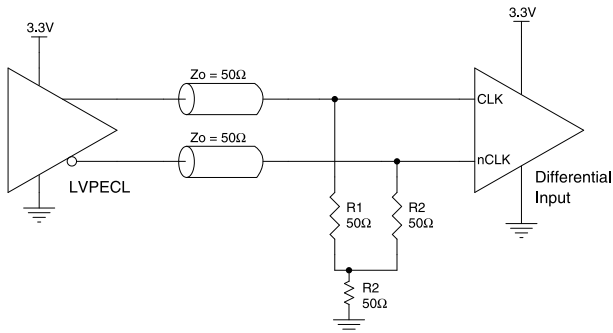 3.3V
3.3V
Zo = 50Ω
CLK
Zo = 50Ω
nCLK
LVPECL
Differential
Input
R1
50Ω
R2
50Ω
R2
50Ω